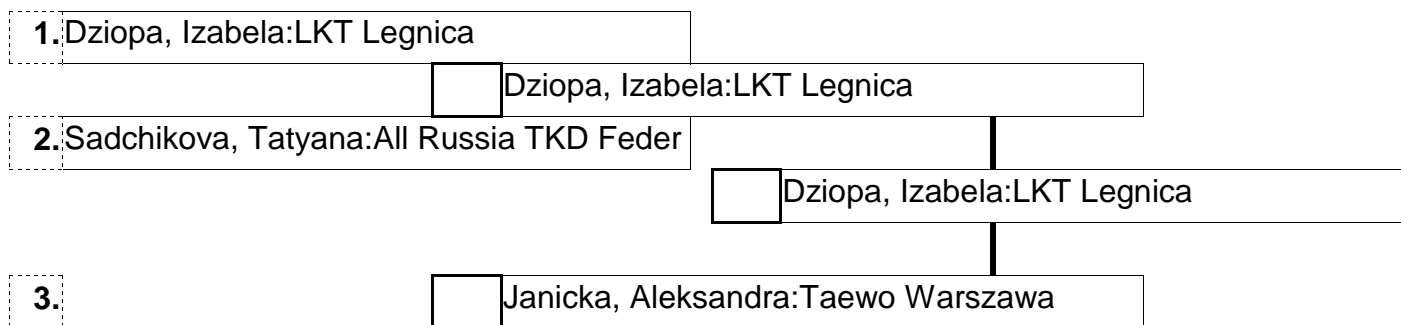 1. Dziopa, Izabela:LKT Legnica
Dziopa, Izabela:LKT Legnica
2. Sadchikova, Tatyana:All Russia TKD Feder
Dziopa, Izabela:LKT Legnica
3. Janicka, Aleksandra:Taewo Warszawa